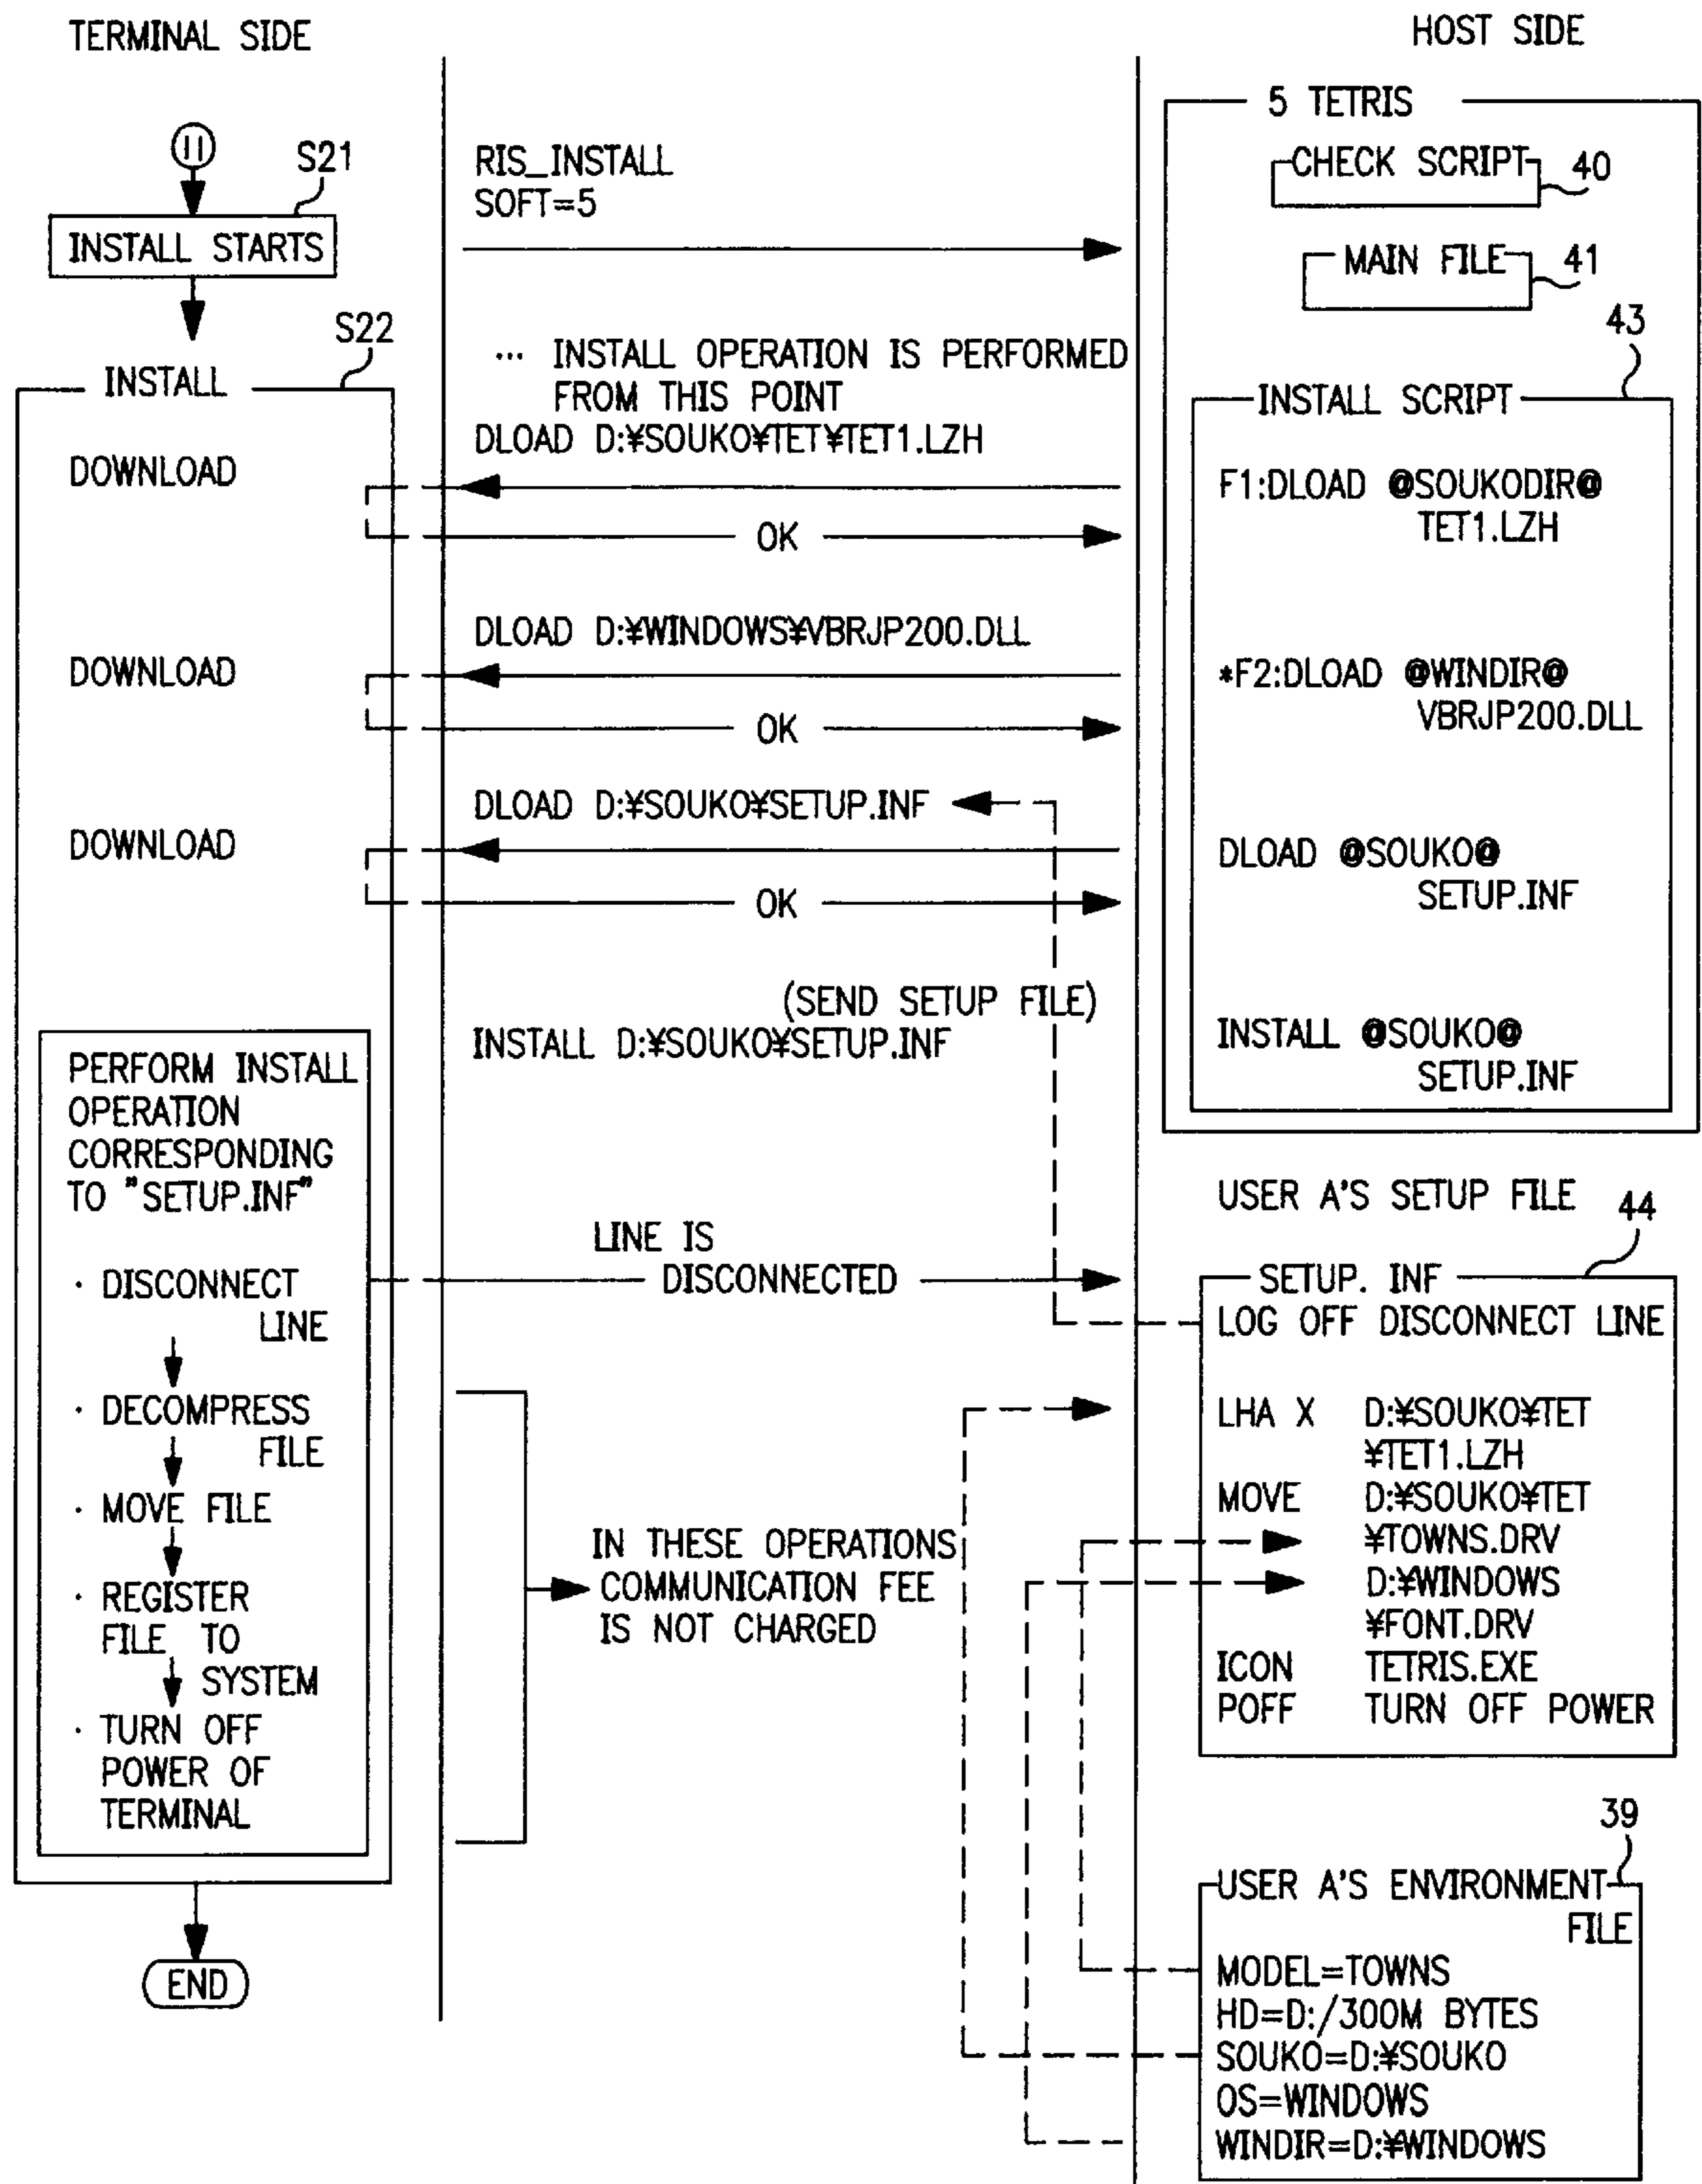 TERMINAL SIDE
HOST SIDE
11
S21
INSTALL STARTS
S22
INSTALL
DOWNLOAD
DOWNLOAD
DOWNLOAD
PERFORM INSTALL
OPERATION
CORRESPONDING
TO "SETUP.INF"
· DISCONNECT
LINE
· DECOMPRESS
FILE
· MOVE FILE
· REGISTER
FILE TO
SYSTEM
· TURN OFF
POWER OF
TERMINAL
END
RIS_INSTALL
SOFT=5
... INSTALL OPERATION IS PERFORMED
FROM THIS POINT
DLOAD D:¥SOUKO¥TET¥TET1.LZH
OK
DLOAD D:¥WINDOWS¥VBRJP200.DLL
OK
DLOAD D:¥SOUKO¥SETUP.INF
OK
(SEND SETUP FILE)
INSTALL D:¥SOUKO¥SETUP.INF
LINE IS
DISCONNECTED
IN THESE OPERATIONS
COMMUNICATION FEE
IS NOT CHARGED
5 TETRIS
CHECK SCRIPT
40
MAIN FILE
41
43
INSTALL SCRIPT
F1:DLOAD @SOUKODIR@
TET1.LZH
*F2:DLOAD @WINDIR@
VBRJP200.DLL
DLOAD @SOUKO@
SETUP.INF
INSTALL @SOUKO@
SETUP.INF
USER A'S SETUP FILE
44
SETUP. INF
LOG OFF DISCONNECT LINE
LHA X D:¥SOUKO¥TET
¥TET1.LZH
MOVE D:¥SOUKO¥TET
¥TOWNS.DRV
D:¥WINDOWS
¥FONT.DRV
ICON TETRIS.EXE
POFF TURN OFF POWER
39
USER A'S ENVIRONMENT
FILE
MODEL=TOWNS
HD=D:/300M BYTES
SOUKO=D:¥SOUKO
OS=WINDOWS
WINDIR=D:¥WINDOWS